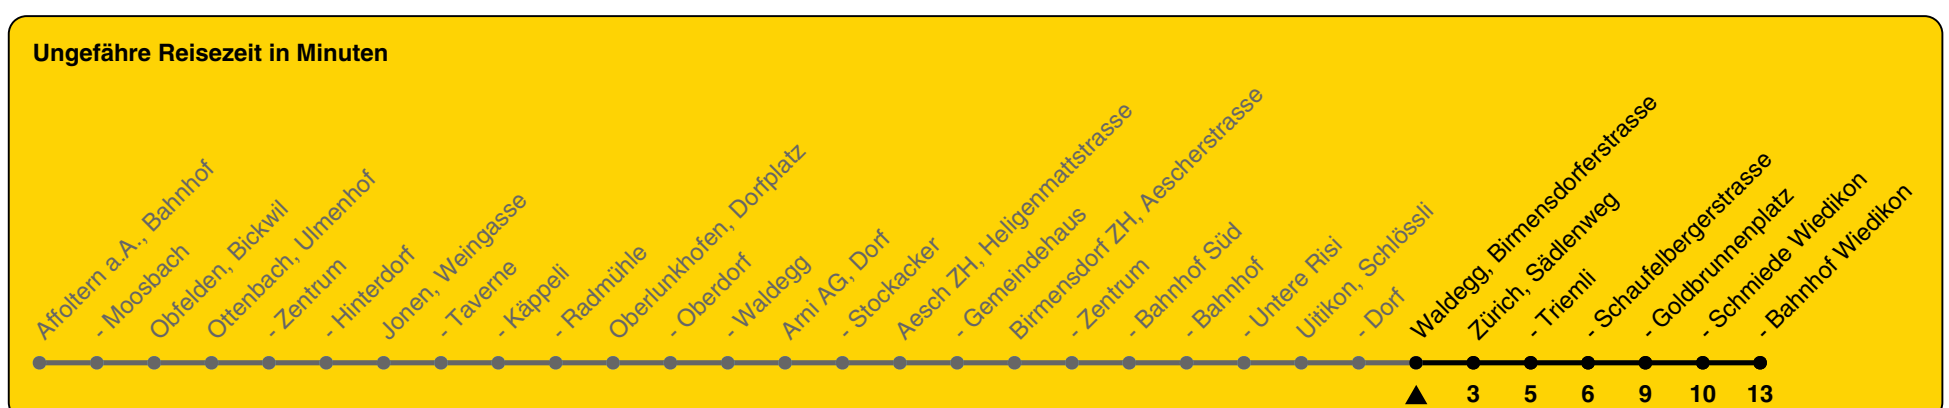 Ungefähre Reisezeit in Minuten
Affoltern a.A., Bahnhof
- Moosbach
Obfelden, Bickwil
Ottenbach, Ulmenhof
- Zentrum
- Hinterdorf
Jonen, Weingasse
- Taverne
- Käppeli
- Radmühle
Oberlunkhofen, Dorfplatz
- Oberdorf
- Waldegg
Arni AG, Dorf
- Stockacker
Aesch ZH, Heligenmattstrasse
- Gemeindehaus
Birmensdorf ZH, Aescherstrasse
- Zentrum
- Bahnhof Süd
- Bahnhof
- Untere Risi
Uitikon, Schlössli
- Dorf
Waldegg, Birmensdorferstrasse
Zürich, Sädlenweg
- Triemli
- Schaufelbergerstrasse
- Goldbrunnenplatz
- Schmiede Wiedikon
- Bahnhof Wiedikon
3 5 6 9 10 13